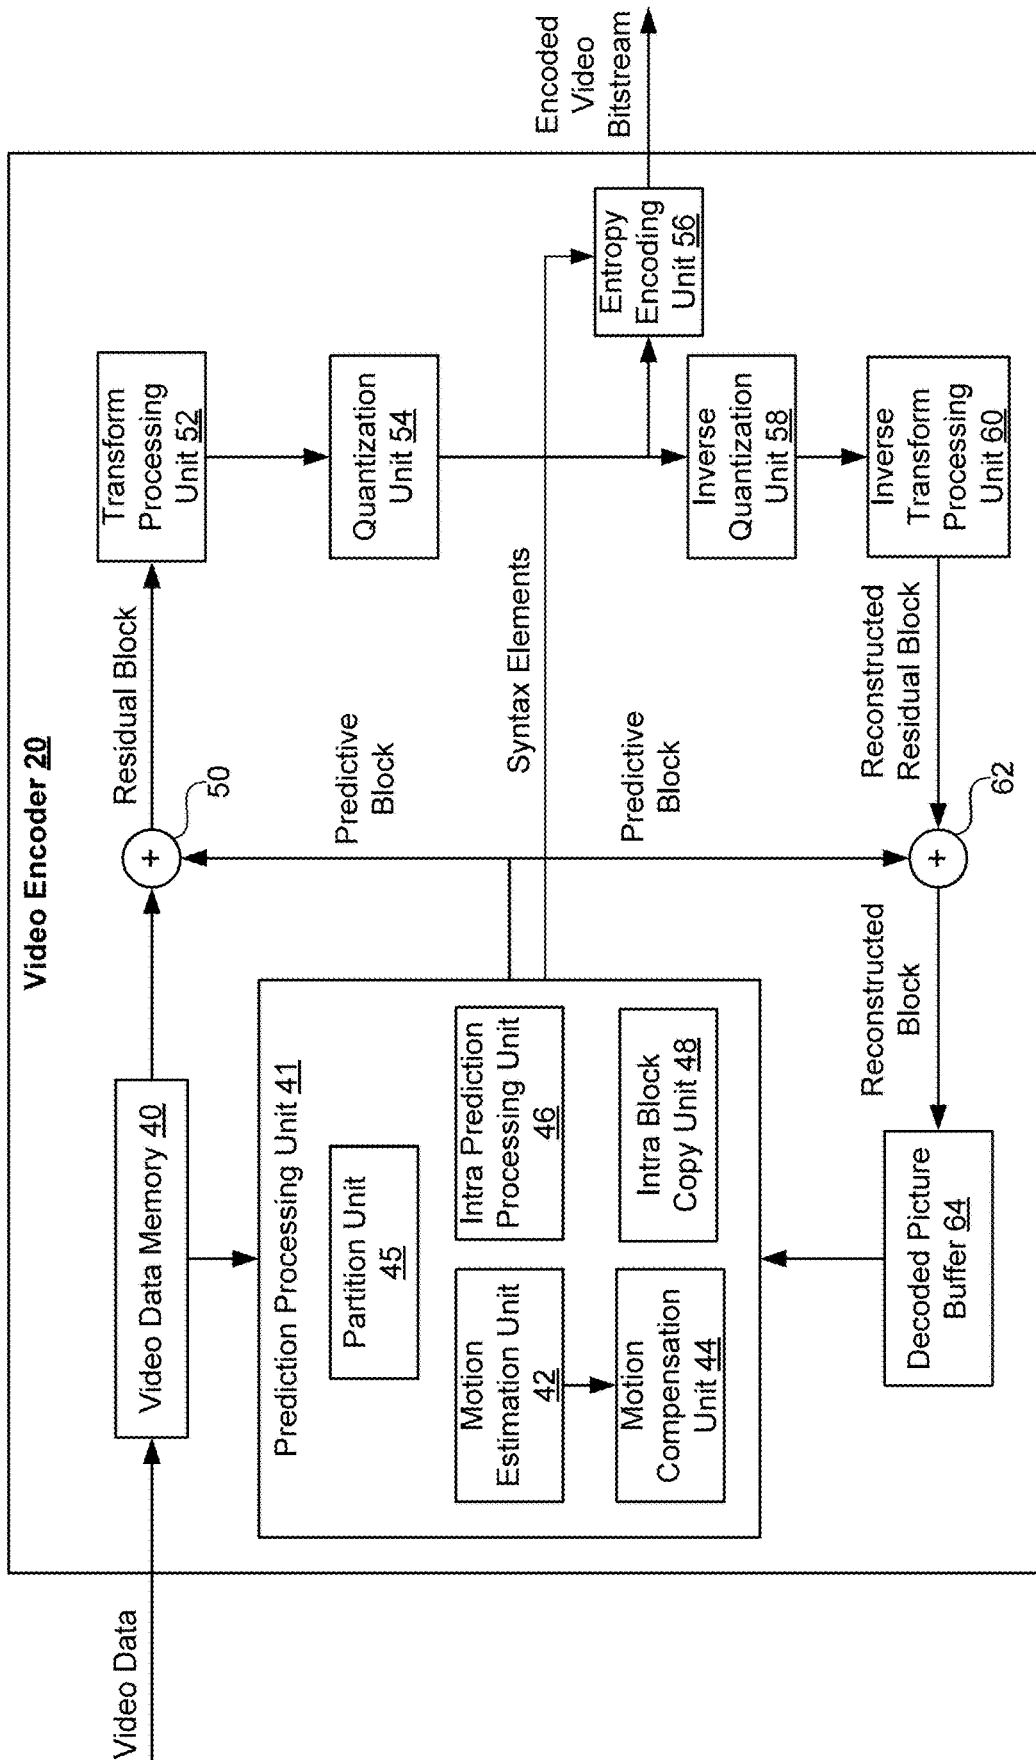 Video Encoder 20
Video Data
Video Data Memory 40
50
Residual Block
Transform
Processing
Unit 52
Prediction Processing Unit 41
Partition Unit
45
Motion
Estimation Unit
42
Intra Prediction
Processing Unit
46
Motion
Compensation
Unit 44
Intra Block
Copy Unit 48
Predictive
Block
Quantization
Unit 54
Syntax Elements
Entropy
Encoding
Unit 56
Encoded
Video
Bitstream
Predictive
Block
Inverse
Quantization
Unit 58
Inverse
Transform
Processing
Unit 60
Reconstructed
Residual Block
62
Reconstructed
Block
Decoded Picture
Buffer 64
+
+